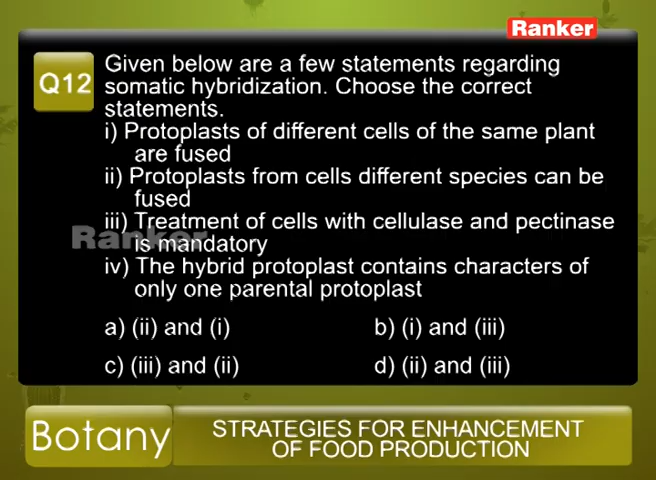 Ranker
Q12
Given below are a few statements regarding
somatic hybridization. Choose the correct
statements.
i) Protoplasts of different cells of the same plant
are fused
ii) Protoplasts from cells different species can be
fused
iii) Treatment of cells with cellulase and pectinase
is mandatory
Ranker
iv) The hybrid protoplast contains characters of
only one parental protoplast
a) (ii) and (i)
b) (i) and (iii)
c) (iii) and (ii)
d) (ii) and (iii)
Botany
STRATEGIES FOR ENHANCEMENT
OF FOOD PRODUCTION